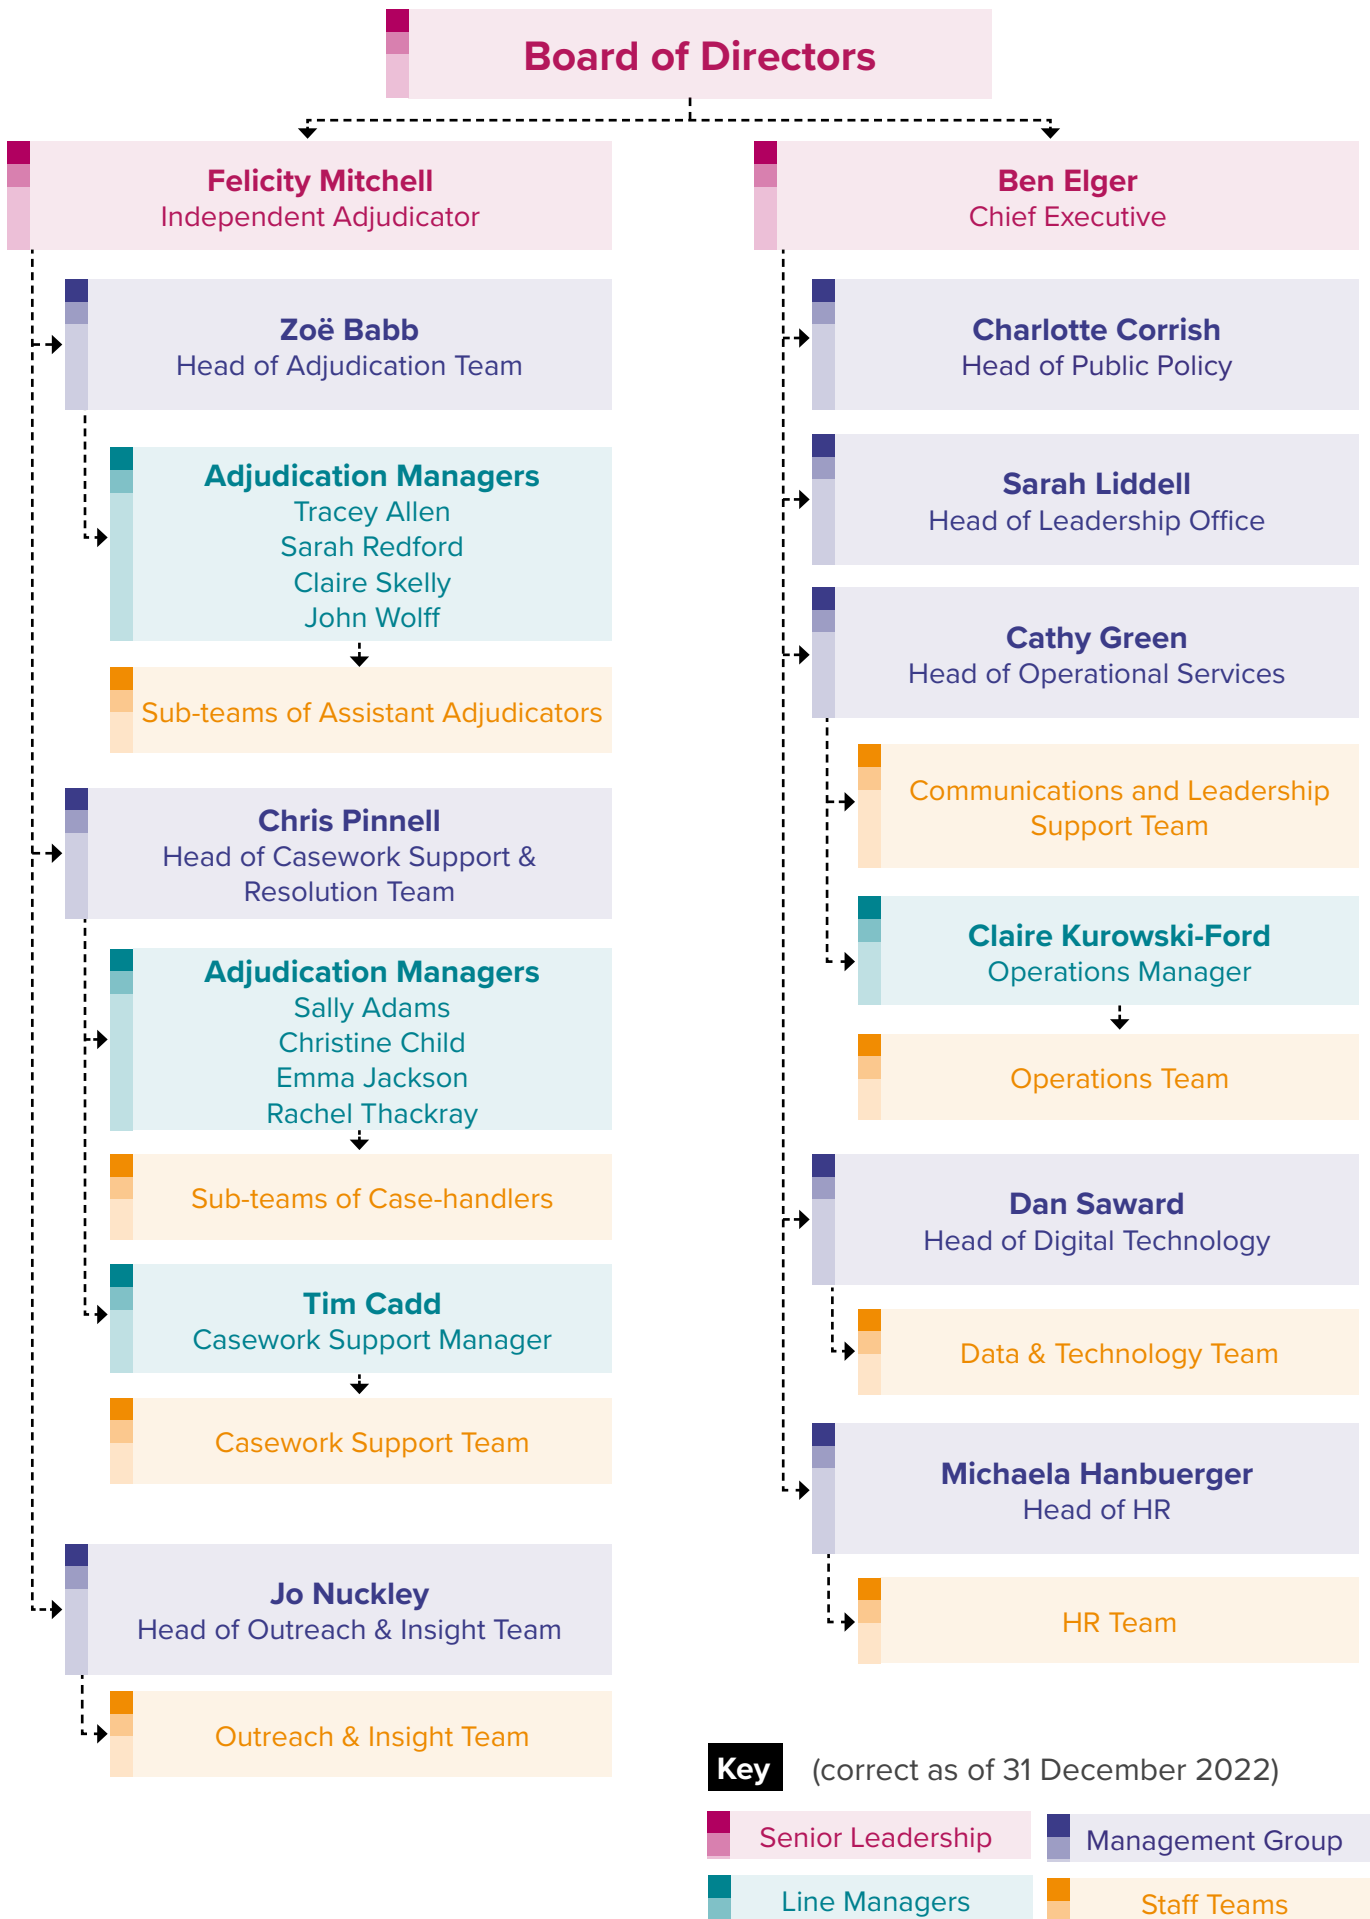 Board of Directors
Felicity Mitchell
Independent Adjudicator
Zoë Babb
Head of Adjudication Team
Adjudication Managers
Tracey Allen
Sarah Redford
Claire Skelly
John Wolff
Sub-teams of Assistant Adjudicators
Chris Pinnell
Head of Casework Support &
Resolution Team
Adjudication Managers
Sally Adams
Christine Child
Emma Jackson
Rachel Thackray
Sub-teams of Case-handlers
Tim Cadd
Casework Support Manager
Casework Support Team
Jo Nuckley
Head of Outreach & Insight Team
Outreach & Insight Team
Ben Elger
Chief Executive
Charlotte Corrish
Head of Public Policy
Sarah Liddell
Head of Leadership Office
Cathy Green
Head of Operational Services
Communications and Leadership
Support Team
Claire Kurowski-Ford
Operations Manager
Operations Team
Dan Saward
Head of Digital Technology
Data & Technology Team
Michaela Hanbuerger
Head of HR
HR Team
Key (correct as of 31 December 2022)
Senior Leadership
Management Group
Line Managers
Staff Teams